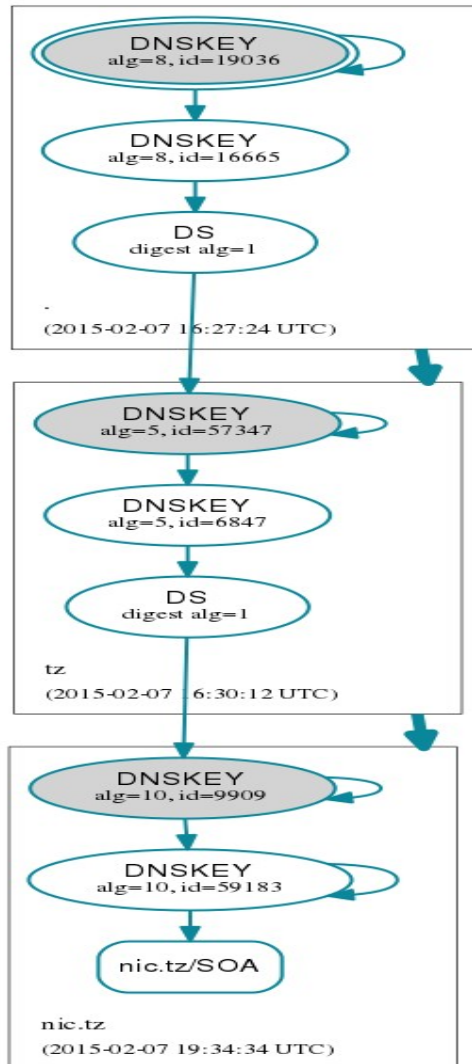 DNSKEY
alg=8, id=19036
DNSKEY
alg=8, id=16665
DS
digest alg=1
.
(2015-02-07 16:27:24 UTC)
DNSKEY
alg=5, id=57347
DNSKEY
alg=5, id=6847
DS
digest alg=1
tz
(2015-02-07 16:30:12 UTC)
DNSKEY
alg=10, id=9909
DNSKEY
alg=10, id=59183
nic.tz/SOA
nic.tz
(2015-02-07 19:34:34 UTC)